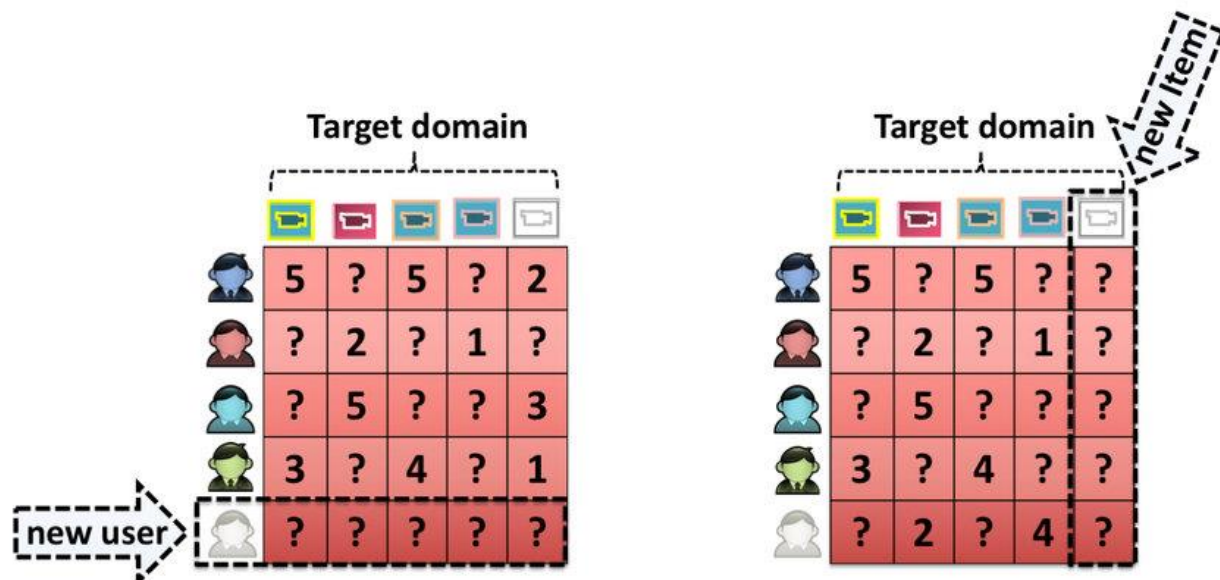 Target domain
5 ? 5 ? 2
? 2 ? 1 ?
? 5 ? ? 3
3 ? 4 ? 1
new user
? ? ? ? ?
new Item
Target domain
5 ? 5 ? ?
? 2 ? 1 ?
? 5 ? ? ?
3 ? 4 ? ?
? 2 ? 4 ?